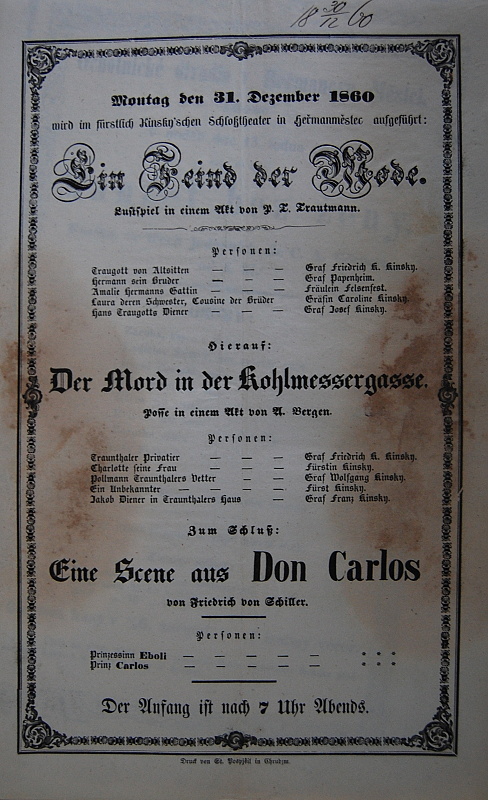 18 30/12 60
Montag den 31. Dezember 1860
wird im fürstlich Kinsky'schen Schloßtheater in Heřmanměstec aufgeführt:
Ein Feind der Mode.
Lustspiel in einem Akt von P. T. Trautmann.
Personen:
Traugott von Altsitten — — — Graf Friedrich K. Kinsky.
Hermann sein Bruder — — — Graf Papenheim.
Amalie Hermanns Gattin — — — Fräulein Felsenfest.
Laura deren Schwester, Cousine der Brüder Gräfin Caroline Kinsky.
Hans Traugotts Diener — — — Graf Josef Kinsky.
Hierauf:
Der Mord in der Kohlmessergasse.
Posse in einem Akt von A. Bergen.
Personen:
Traunthaler Privatier — — — Graf Friedrich K. Kinsky.
Charlotte seine Frau — — — Fürstin Kinsky.
Pollmann Traunthalers Vetter — — Graf Wolfgang Kinsky.
Ein Unbekannter — — — Fürst Kinsky.
Jakob Diener in Traunthalers Haus — Graf Franz Kinsky.
Zum Schluß:
Eine Scene aus Don Carlos
von Friedrich von Schiller.
Personen:
Prinzessinn Eboli — — — — — * * *
Prinz Carlos — — — — — * * *
Der Anfang ist nach 7 Uhr Abends.
Druck von St. Pospjšil in Chrudim.